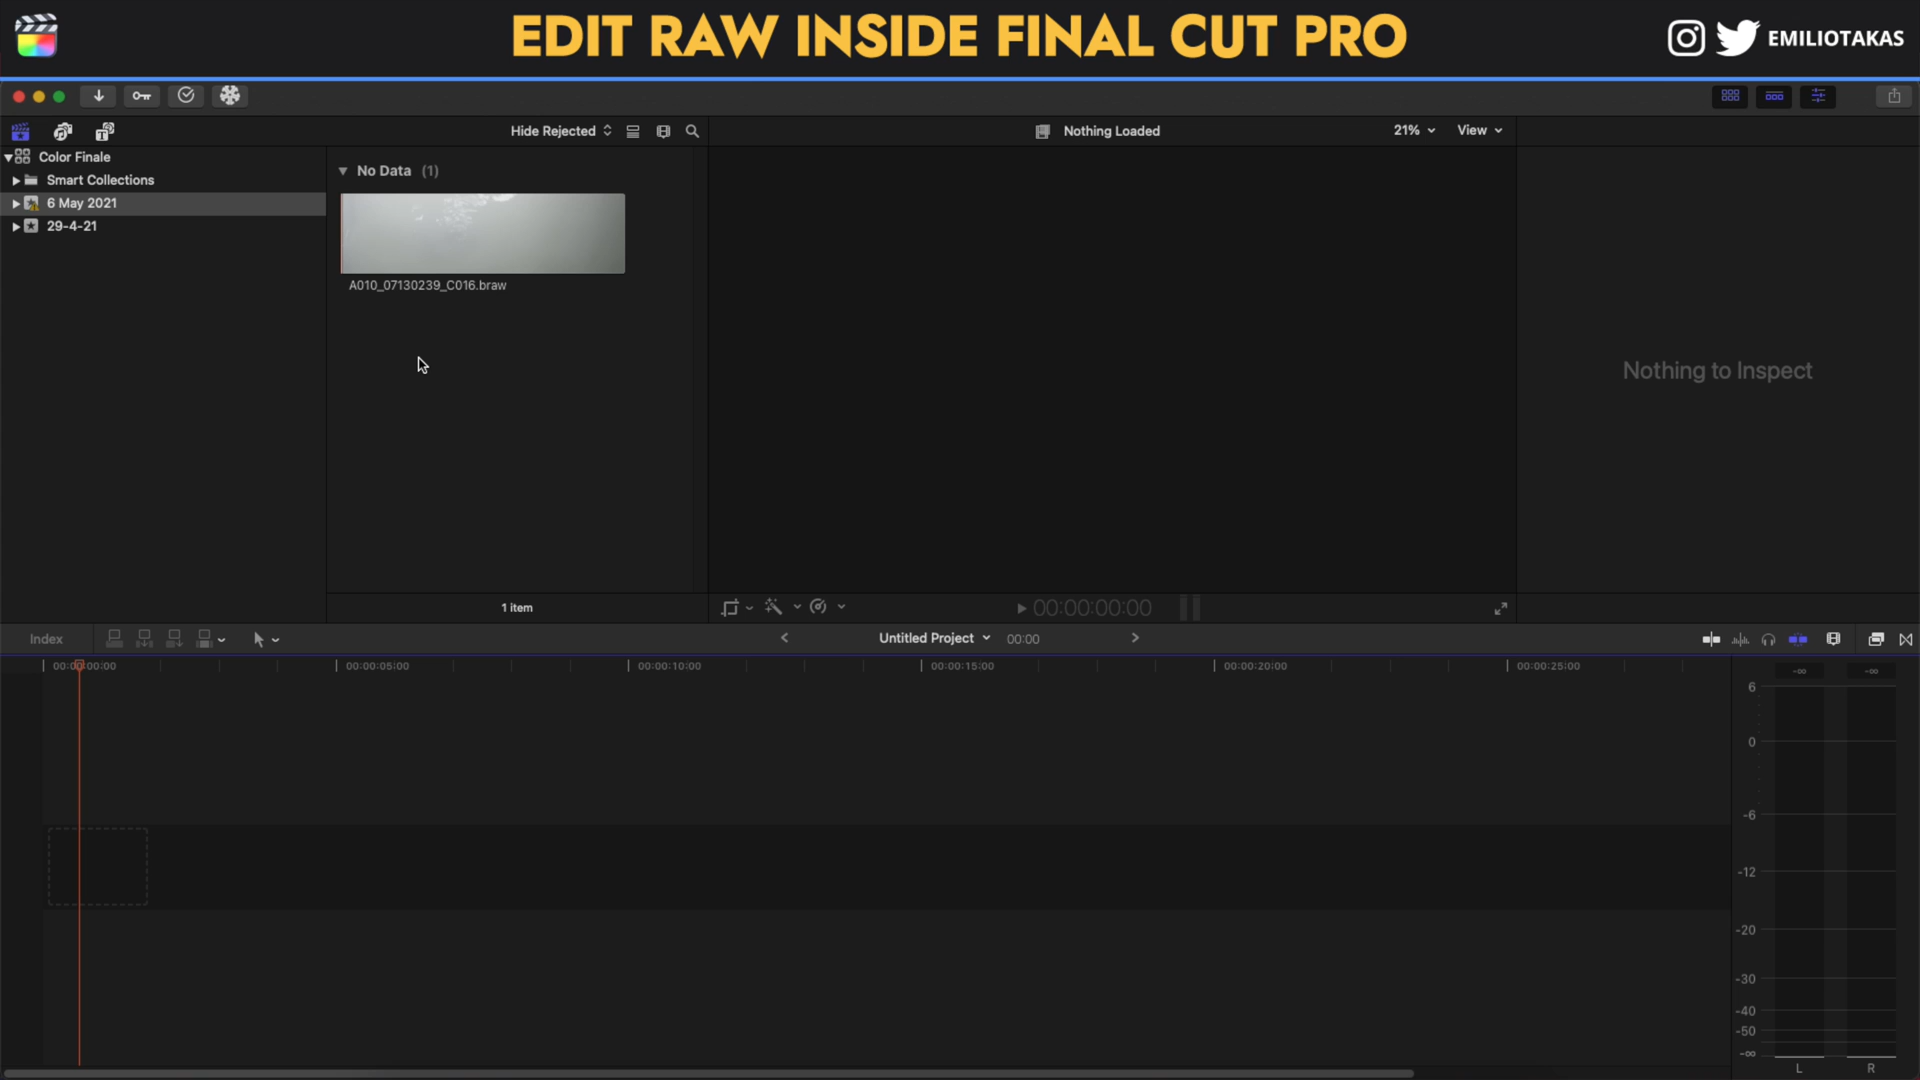 EDIT RAW INSIDE FINAL CUT PRO
EMILIOTAKAS
Hide Rejected
Nothing Loaded
21%
View
Color Finale
Smart Collections
6 May 2021
29-4-21
No Data (1)
A010_07130239_C016.braw
Nothing to Inspect
1 item
00:00:00:00
Index
Untitled Project
00:00
00:00:00:00
00:00:05:00
00:00:10:00
00:00:15:00
00:00:20:00
00:00:25:00
-∞ -∞
6
0
-6
-12
-20
-30
-40
-50
-∞
L R